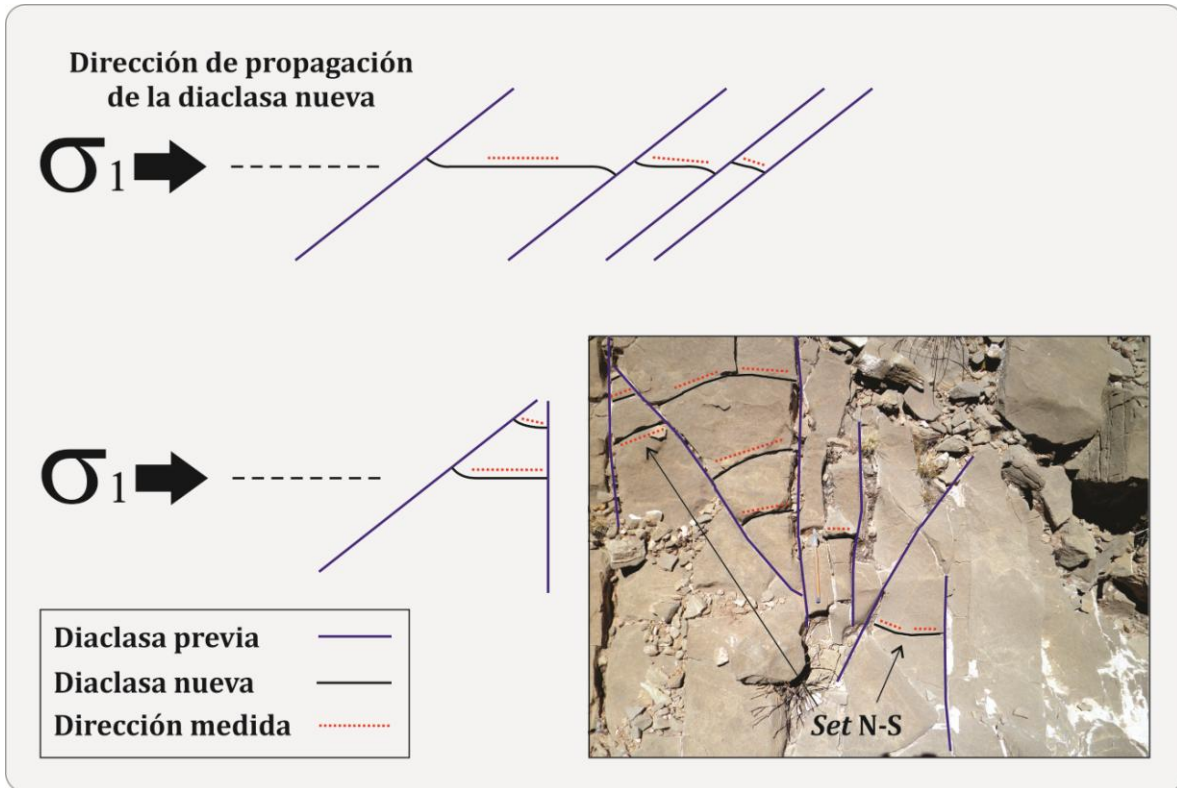 Dirección de propagación
de la diaclasa nueva
σ1
σ1
Diaclasa previa
Diaclasa nueva
Dirección medida
Set N-S